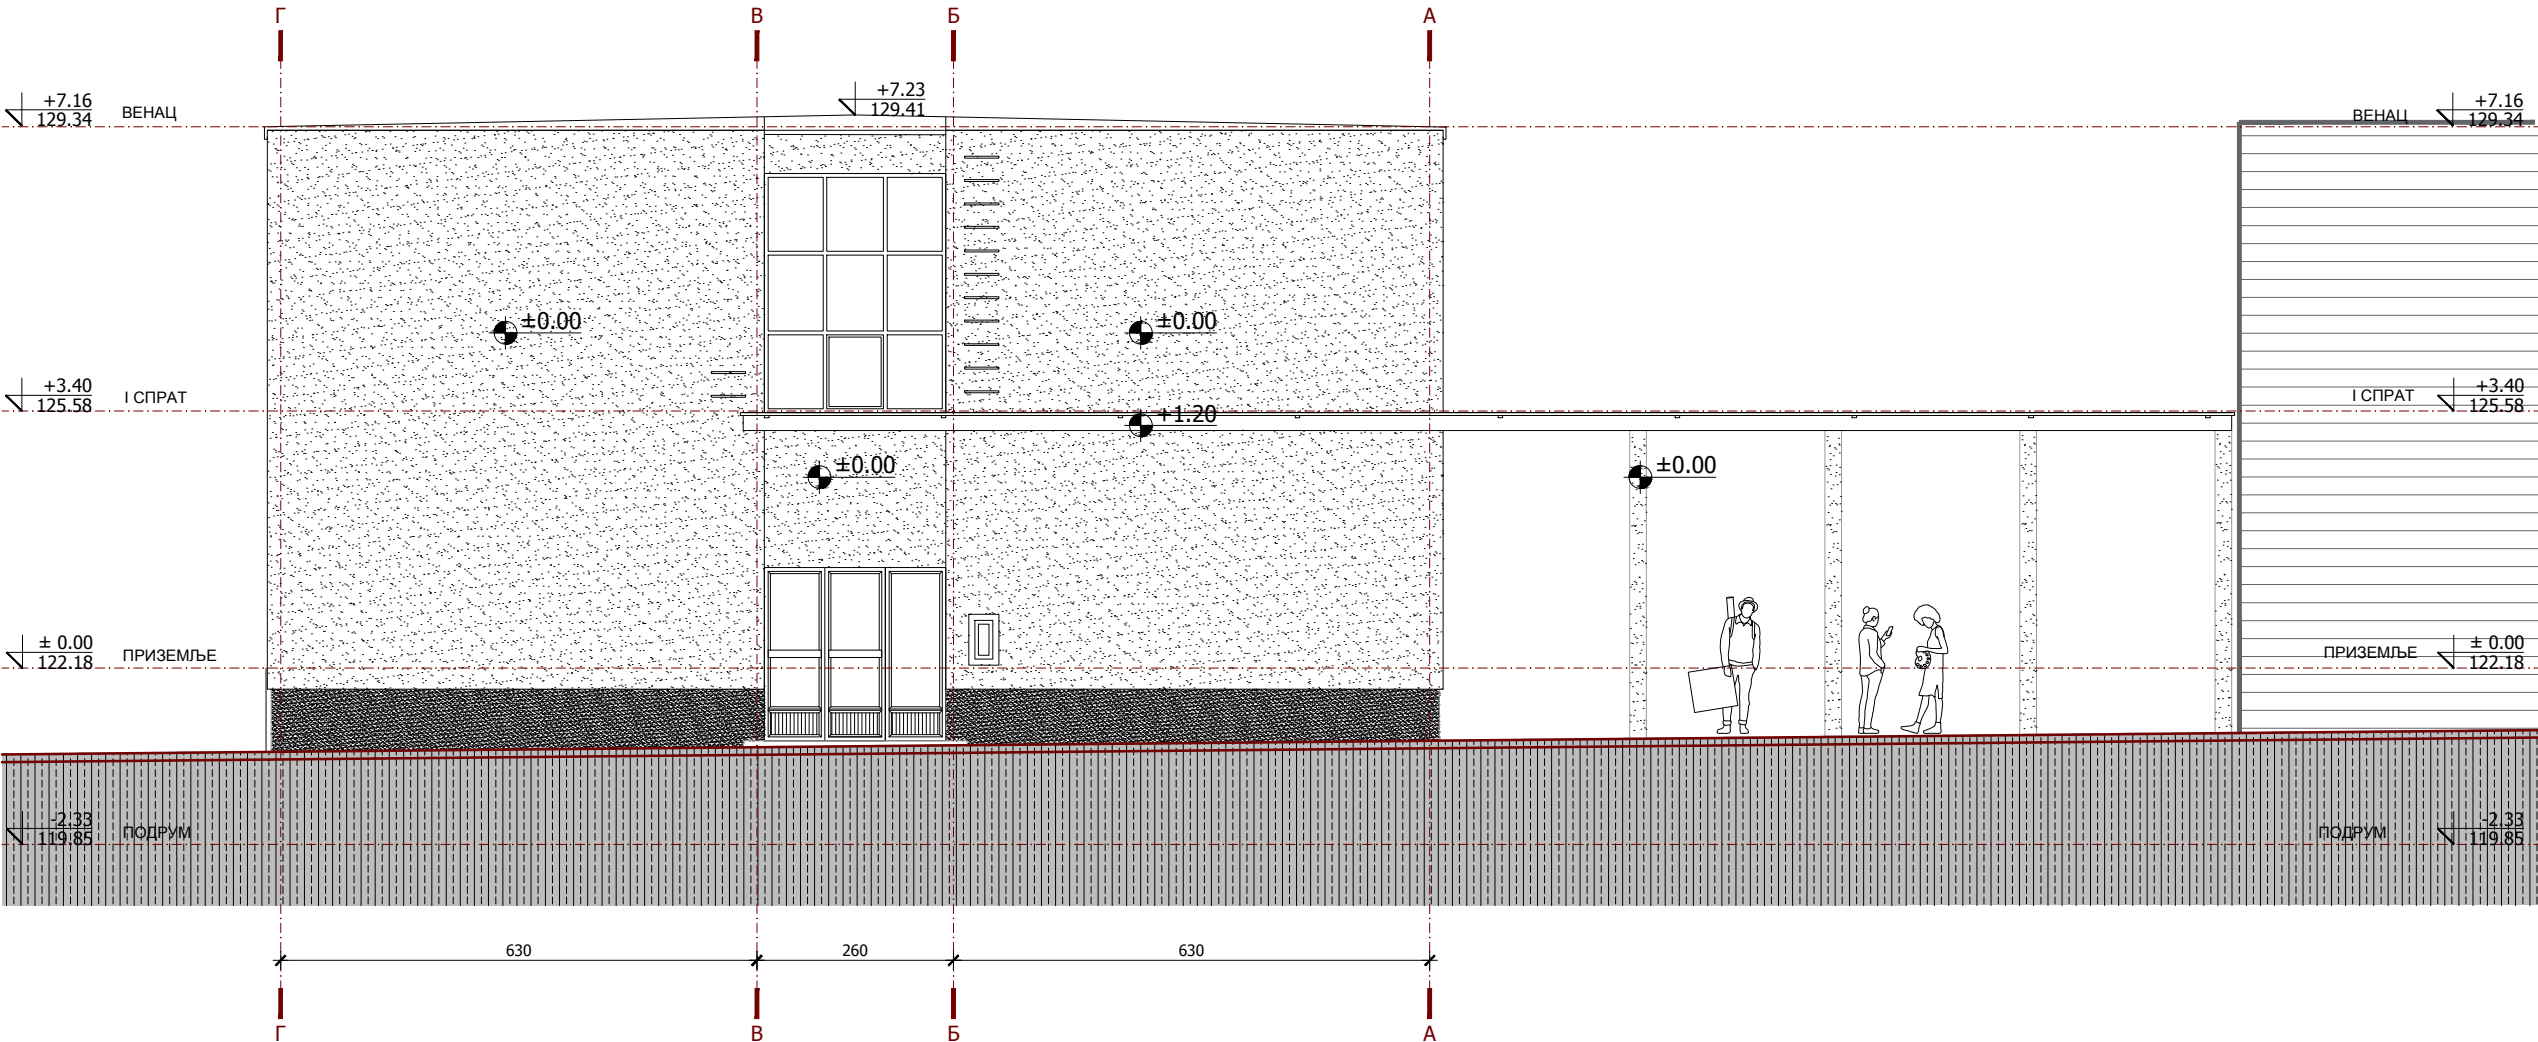 Г В Б А
+7.16
129.34
ВЕНАЦ
+7.23
129.41
ВЕНАЦ
+7.16
129.34
±0.00
±0.00
+3.40
125.58
I СПРАТ
+1.20
I СПРАТ
+3.40
125.58
±0.00
±0.00
± 0.00
122.18
ПРИЗЕМЉЕ
ПРИЗЕМЉЕ
± 0.00
122.18
-2.33
119.85
ПОДРУМ
ПОДРУМ
-2.33
119.85
630 260 630
Г В Б А